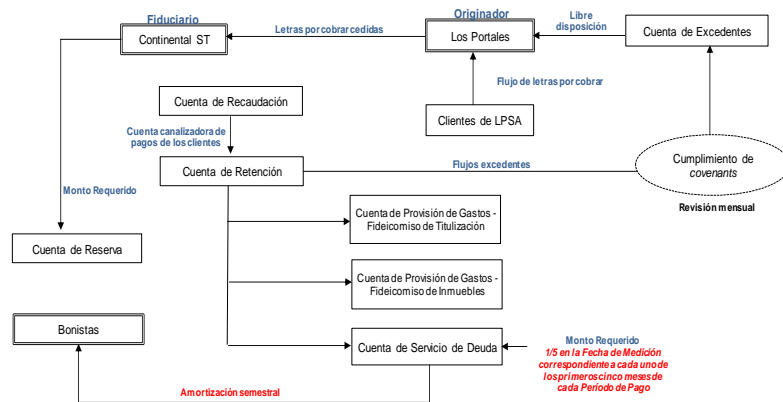 Fiduciario
Continental ST
Letras por cobrar cedidas
Originador
Los Portales
Libre
disposición
Cuenta de Excedentes
Flujo de letras por cobrar
Clientes de LPSA
Cuenta de Recaudación
Cuenta canalizadora de
pagos de los clientes
Cuenta de Retención
Flujos excedentes
Cumplimiento de
covenants
Revisión mensual
Monto Requerido
Cuenta de Reserva
Cuenta de Provisión de Gastos -
Fideicomiso de Titulización
Cuenta de Provisión de Gastos -
Fideicomiso de Inmuebles
Bonistas
Cuenta de Servicio de Deuda
Monto Requerido
1/5 en la Fecha de Medición
correspondiente a cada uno de
los primeros cinco meses de
cada Período de Pago
Amortización semestral